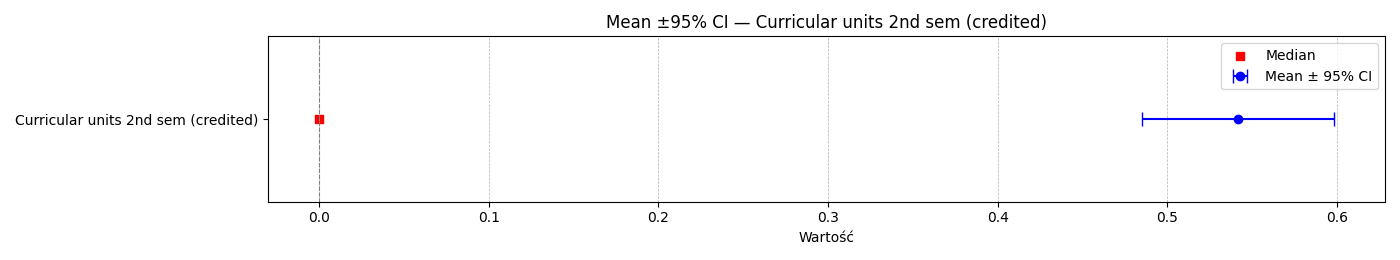 Mean ±95% CI — Curricular units 2nd sem (credited)
Median
Mean ± 95% CI
Curricular units 2nd sem (credited)
0.0 0.1 0.2 0.3 0.4 0.5 0.6
Wartość